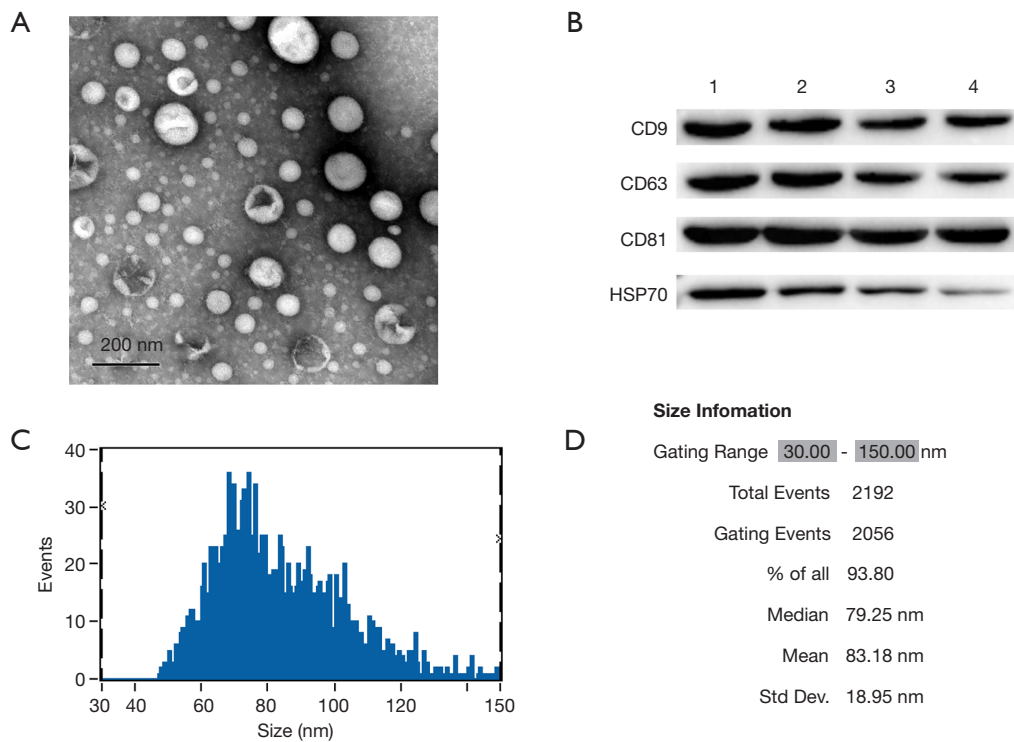 A
200 nm
B
1 2 3 4
CD9
CD63
CD81
HSP70
C
Events
40
30
20
10
0
30 40 60 80 100 120 150
Size (nm)
D
Size Infomation
Gating Range 30.00 - 150.00 nm
Total Events 2192
Gating Events 2056
% of all 93.80
Median 79.25 nm
Mean 83.18 nm
Std Dev. 18.95 nm